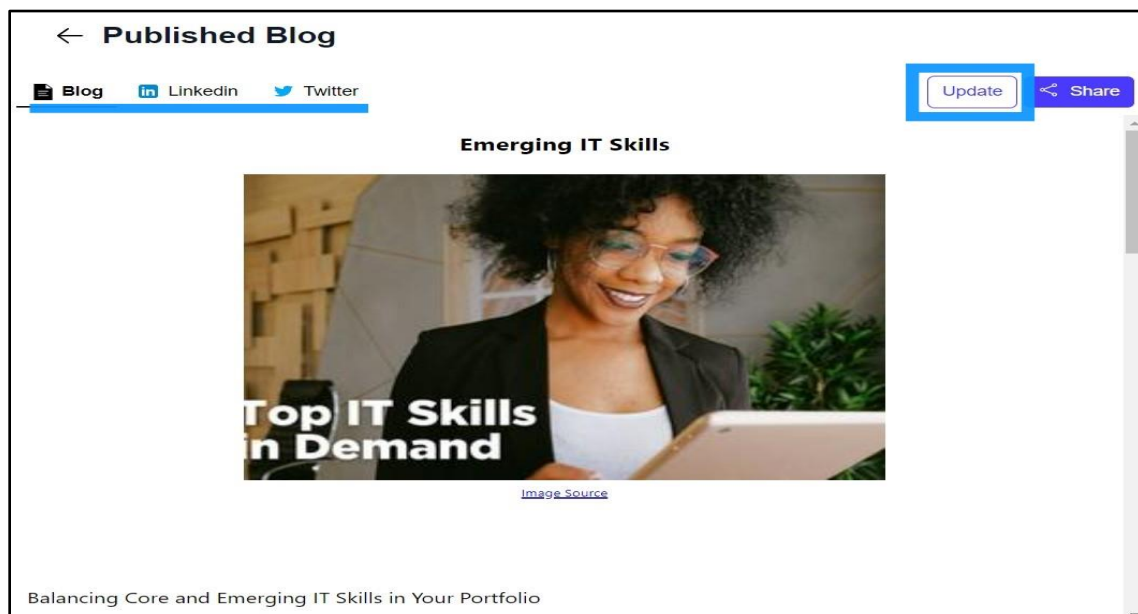 ← Published Blog
Blog in Linkedin Twitter Update Share
Emerging IT Skills
Top IT Skills
in Demand
Image Source
Balancing Core and Emerging IT Skills in Your Portfolio